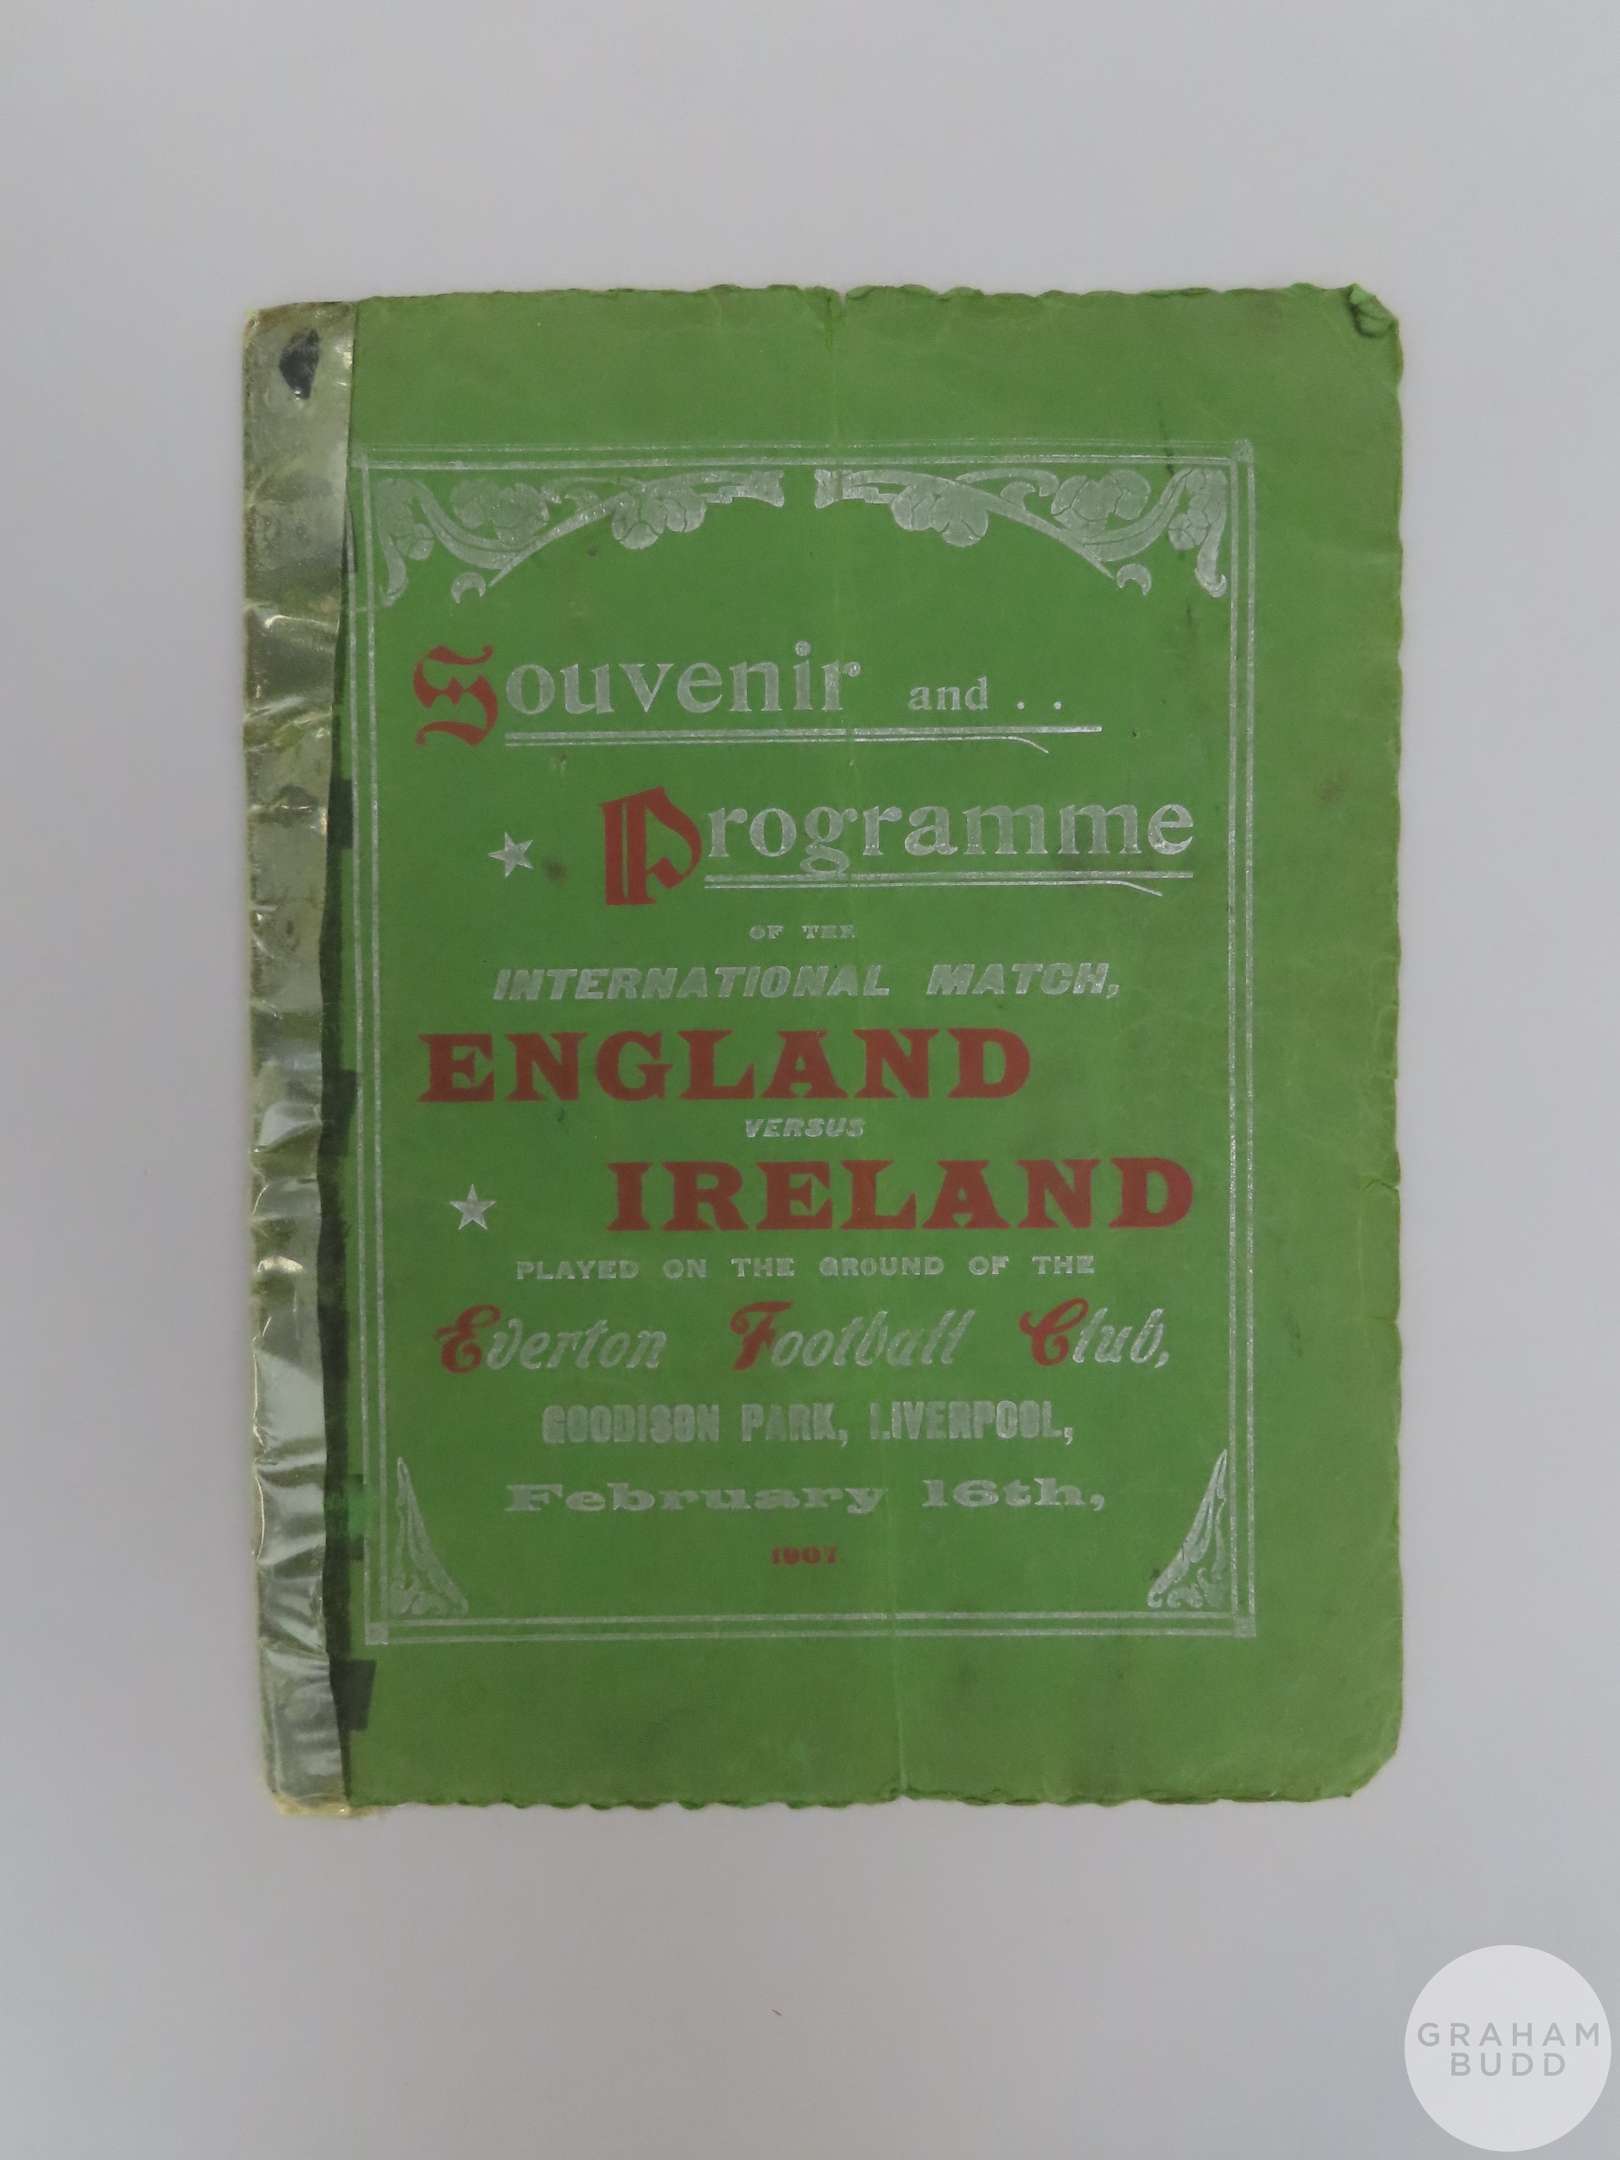 Souvenir and . .
Programme
OF THE
INTERNATIONAL MATCH,
ENGLAND
VERSUS
IRELAND
PLAYED ON THE GROUND OF THE
Everton Football Club,
GOODISON PARK, LIVERPOOL,
February 16th,
1907.
GRAHAM
BUDD